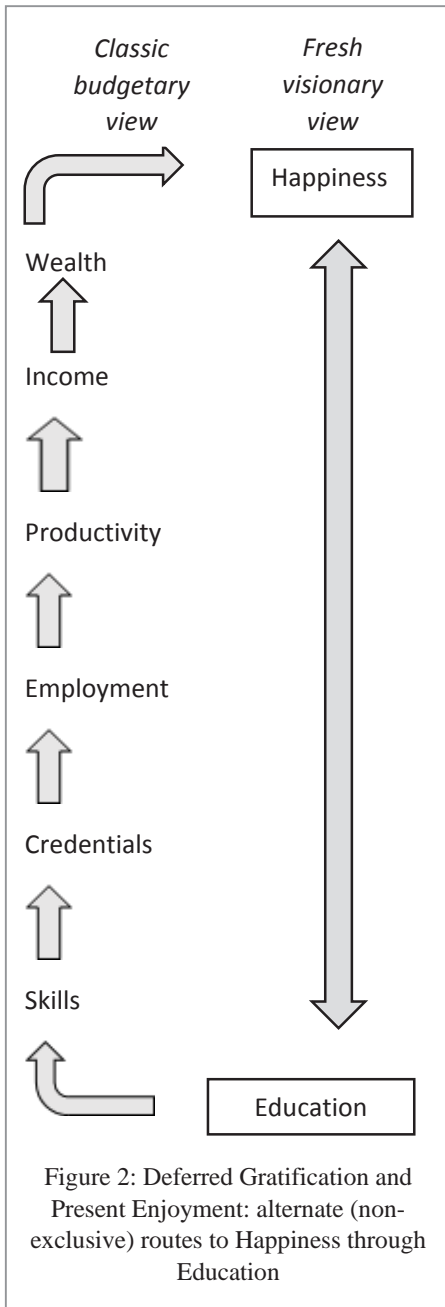 Classic
budgetary
view
Fresh
visionary
view
Happiness
Wealth
Income
Productivity
Employment
Credentials
Skills
Education
Figure 2: Deferred Gratification and
Present Enjoyment: alternate (non-
exclusive) routes to Happiness through
Education